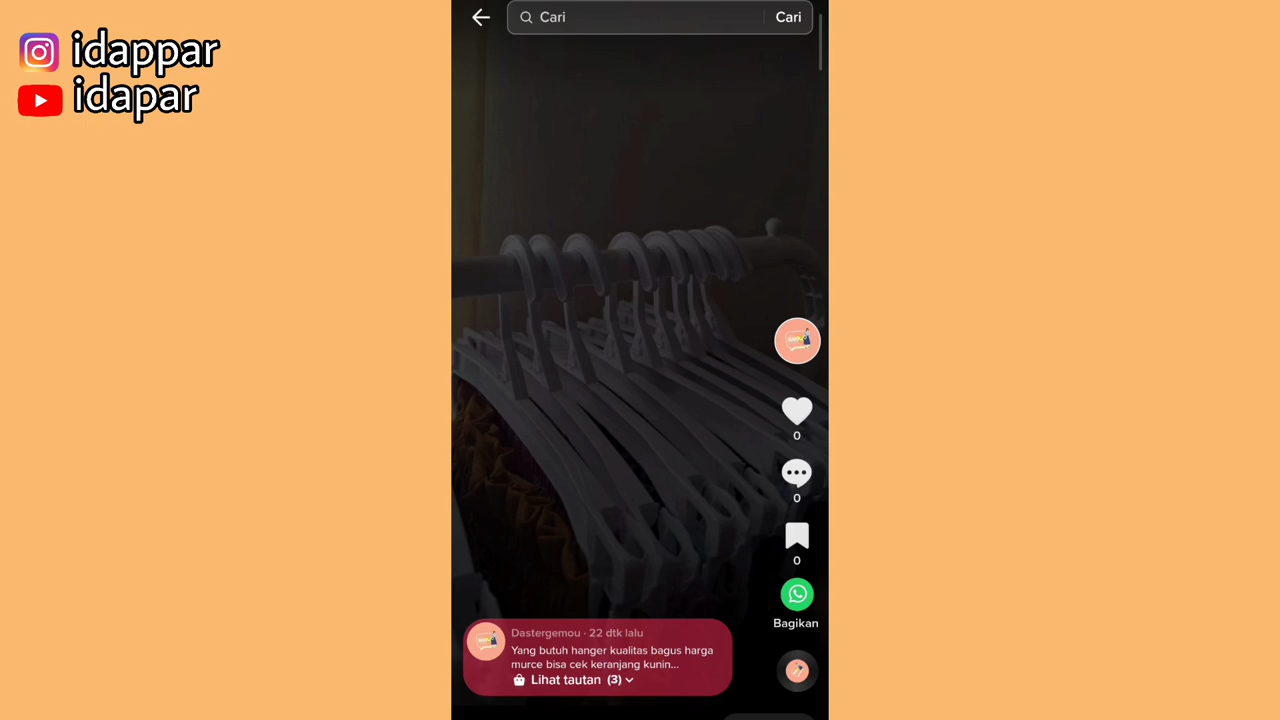 idappar
idapar
Cari
Cari
0
0
0
Bagikan
Dastergemou · 22 dtk lalu
Yang butuh hanger kualitas bagus harga
murce bisa cek keranjang kunin...
Lihat tautan (3)